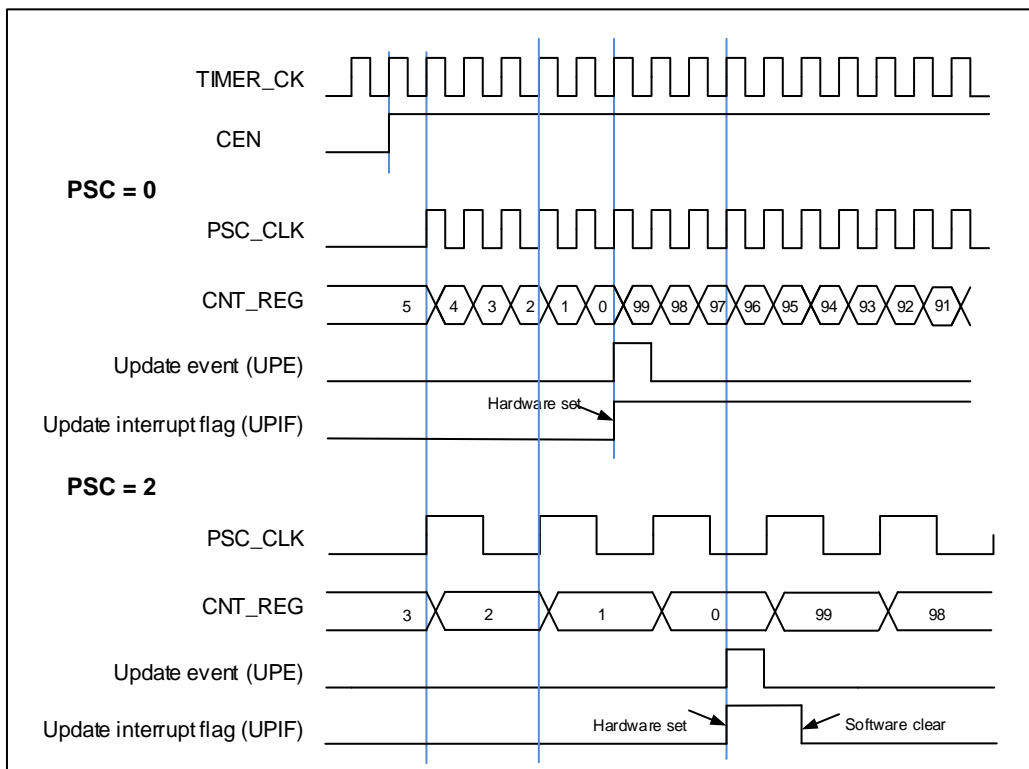 TIMER_CK
CEN
PSC = 0
PSC_CLK
CNT_REG 5 4 3 2 1 0 99 98 97 96 95 94 93 92 91
Update event (UPE)
Hardware set
Update interrupt flag (UPIF)
PSC = 2
PSC_CLK
CNT_REG 3 2 1 0 99 98
Update event (UPE)
Update interrupt flag (UPIF) Hardware set Software clear